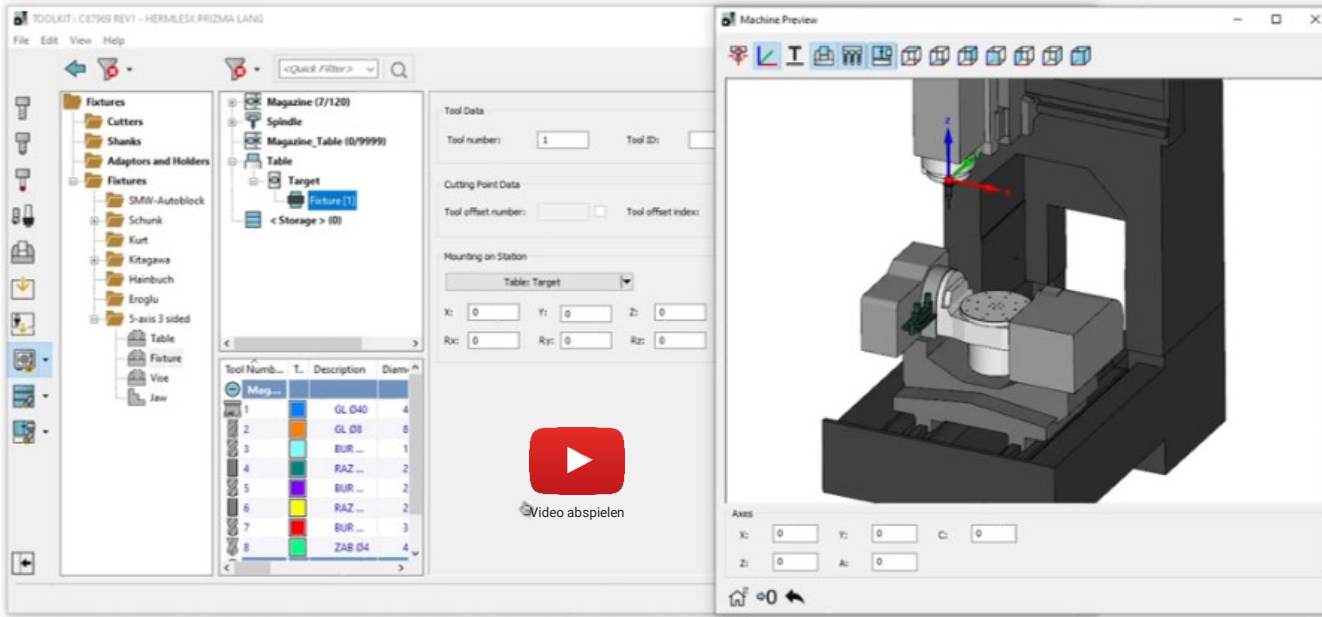 TOOLKIT : C87969 REV1 - HERMLESK PRIZMA LANG
File Edit View Help
<Quick Filter>
Fixtures
Cutters
Shanks
Adaptors and Holders
Fixtures
SMW-Autoblock
Schunk
Kurt
Kitagawa
Hainbuch
Eroglu
5-axis 3 sided
Table
Fixture
Vise
Jaw
Magazine (7/120)
Spindle
Magazine_Table (0/9999)
Table
Target
Fixture [1]
< Storage > (0)
Tool Numb... T.. Description Diam
Mag...
1 GL Ø40 4
2 GL Ø8 8
3 BUR ... 1
4 RAZ ... 2
5 BUR ... 2
6 RAZ ... 2
7 BUR ... 3
8 ZAB Ø4 4
Tool Data
Tool number: 1 Tool ID:
Cutting Point Data
Tool offset number: Tool offset index:
Mounting on Station
Table: Target
X: 0 Y: 0 Z: 0
Rx: 0 Ry: 0 Rz: 0
Video abspielen
Machine Preview
Z
X
Axes
X: 0 Y: 0 C: 0
Z: 0 A: 0